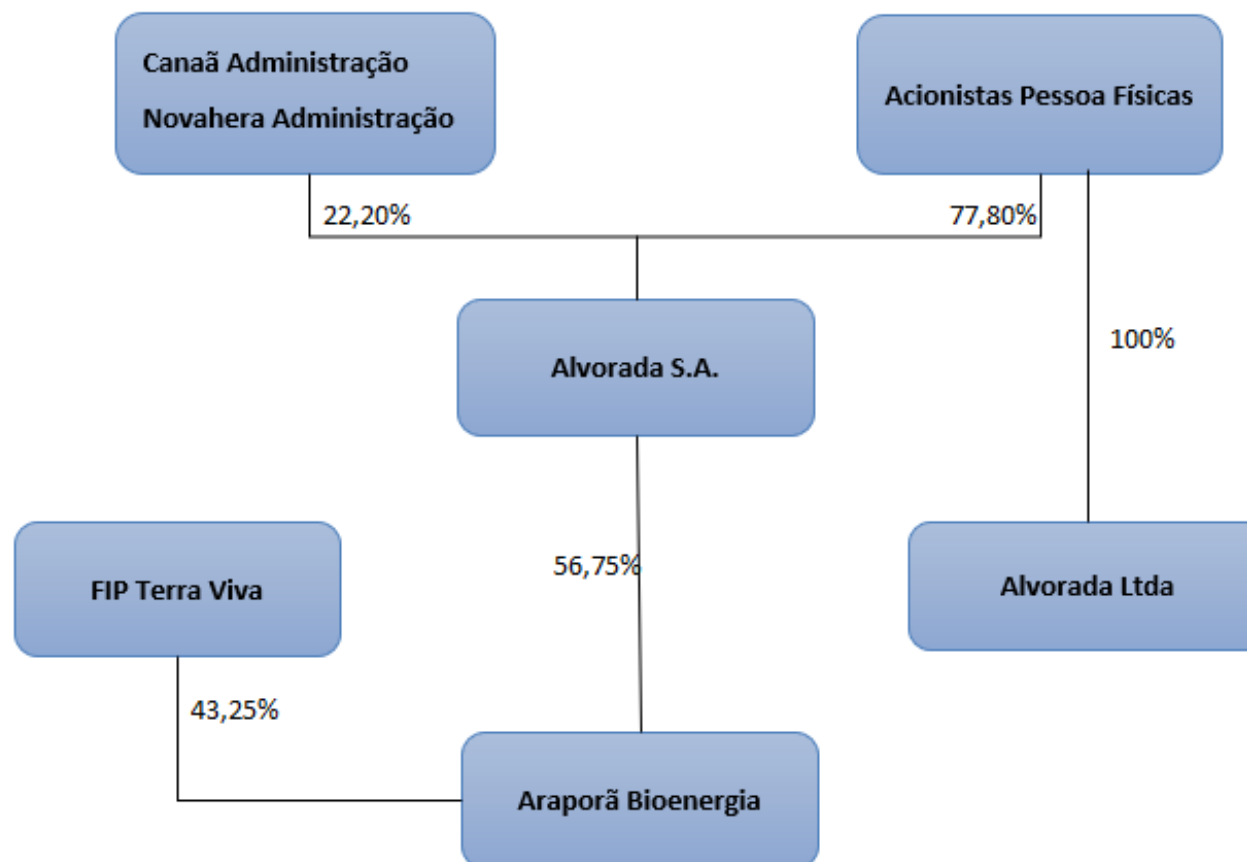 Canaã Administração
Novahera Administração
Acionistas Pessoa Físicas
22,20%
77,80%
Alvorada S.A.
100%
FIP Terra Viva
56,75%
Alvorada Ltda
43,25%
Araporã Bioenergia